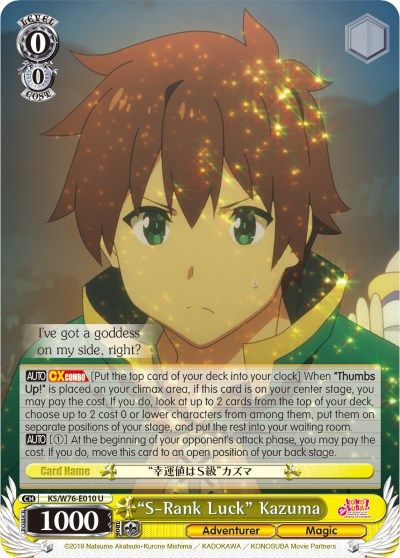 LEVEL
0
0
COST
I've got a goddess
on my side, right?
AUTO CXCOMBO [Put the top card of your deck into your clock] When "Thumbs
Up!" is placed on your climax area, if this card is on your center stage, you
may pay the cost. If you do, look at up to 2 cards from the top of your deck,
choose up to 2 cost 0 or lower characters from among them, put them on
separate positions of your stage, and put the rest into your waiting room.
AUTO [①] At the beginning of your opponent's attack phase, you may pay the
cost. If you do, move this card to an open position of your back stage.
Card Name
“幸運値はS級”カズマ
CH
KS/W76-E010 U
1000
“S-Rank Luck” Kazuma
KONO SUBA
Adventurer
Magic
©2019 Natsume Akatsuki・Kurone Mishima / KADOKAWA / KONOSUBA Movie Partners